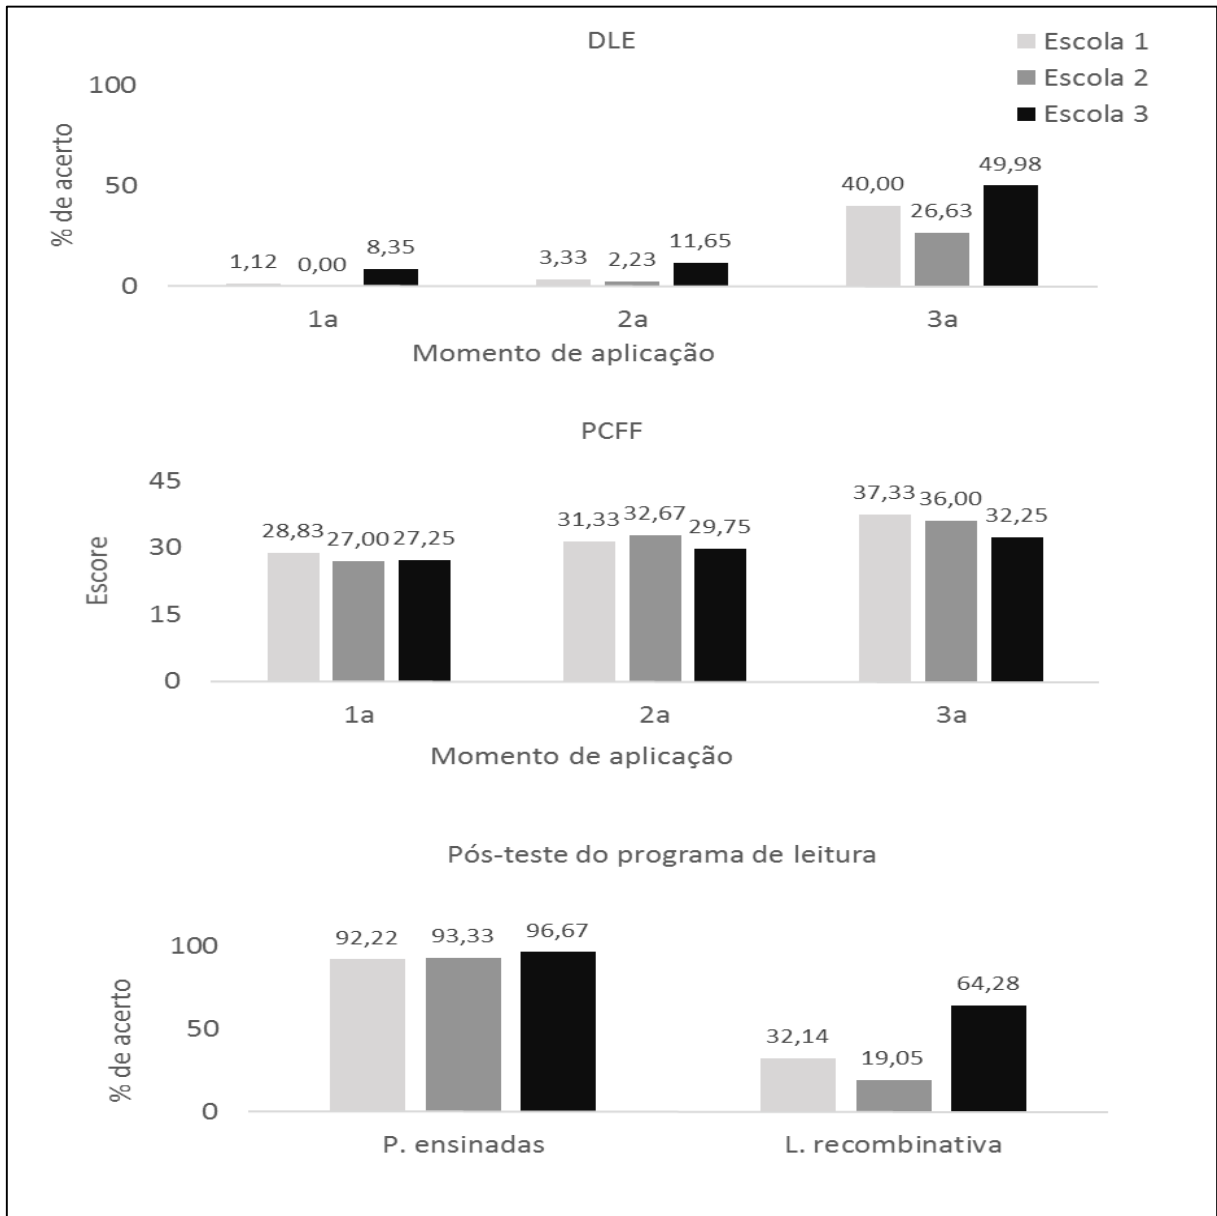 DLE
Escola 1
Escola 2
Escola 3
% de acerto
100
50
0
1,12 0,00 8,35
3,33 2,23 11,65
40,00 26,63 49,98
1a 2a 3a
Momento de aplicação
PCFF
Escore
45
30
15
0
28,83 27,00 27,25
31,33 32,67 29,75
37,33 36,00 32,25
1a 2a 3a
Momento de aplicação
Pós-teste do programa de leitura
% de acerto
100
50
0
92,22 93,33 96,67
32,14 19,05 64,28
P. ensinadas L. recombinativa